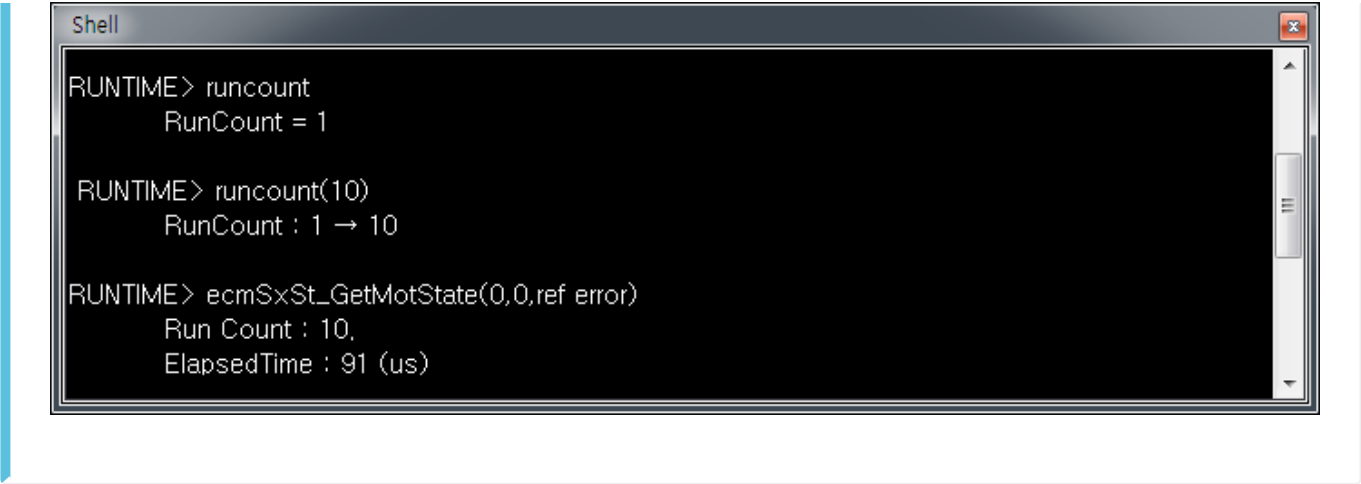 Shell
RUNTIME> runcount
RunCount = 1
RUNTIME> runcount(10)
RunCount : 1 → 10
RUNTIME> ecmSxSt_GetMotState(0,0,ref error)
Run Count : 10,
ElapsedTime : 91 (us)